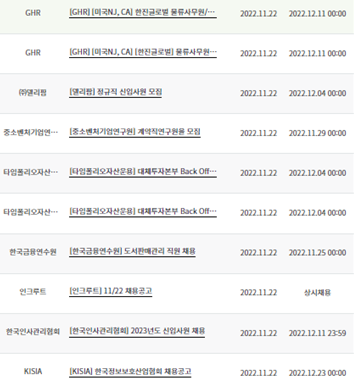 GHR [GHR] [미국NJ, CA] 한진글로벌 물류사무원/… 2022.11.22 2022.12.11 00:00
GHR [GHR] [미국NJ, CA] [한진글로벌] 물류사무원… 2022.11.22 2022.12.11 00:00
㈜델리팜 [델리팜] 정규직 신입사원 모집 2022.11.22 2022.12.04 00:00
중소벤처기업연… [중소벤처기업연구원] 계약직연구원을 모집 2022.11.22 2022.11.29 00:00
타임폴리오자산… [타임폴리오자산운용] 대체투자본부 Back Off… 2022.11.22 2022.12.04 00:00
타임폴리오자산… [타임폴리오자산운용] 대체투자본부 Back Off… 2022.11.22 2022.12.04 00:00
한국금융연수원 [한국금융연수원] 도서판매관리 직원 채용 2022.11.22 2022.11.25 00:00
인크루트 [인크루트] 11/22 채용공고 2022.11.22 상시채용
한국인사관리협회 [한국인사관리협회] 2023년도 신입사원 채용 2022.11.22 2022.12.11 23:59
KISIA [KISIA] 한국정보보호산업협회 채용공고 2022.11.22 2022.12.23 00:00